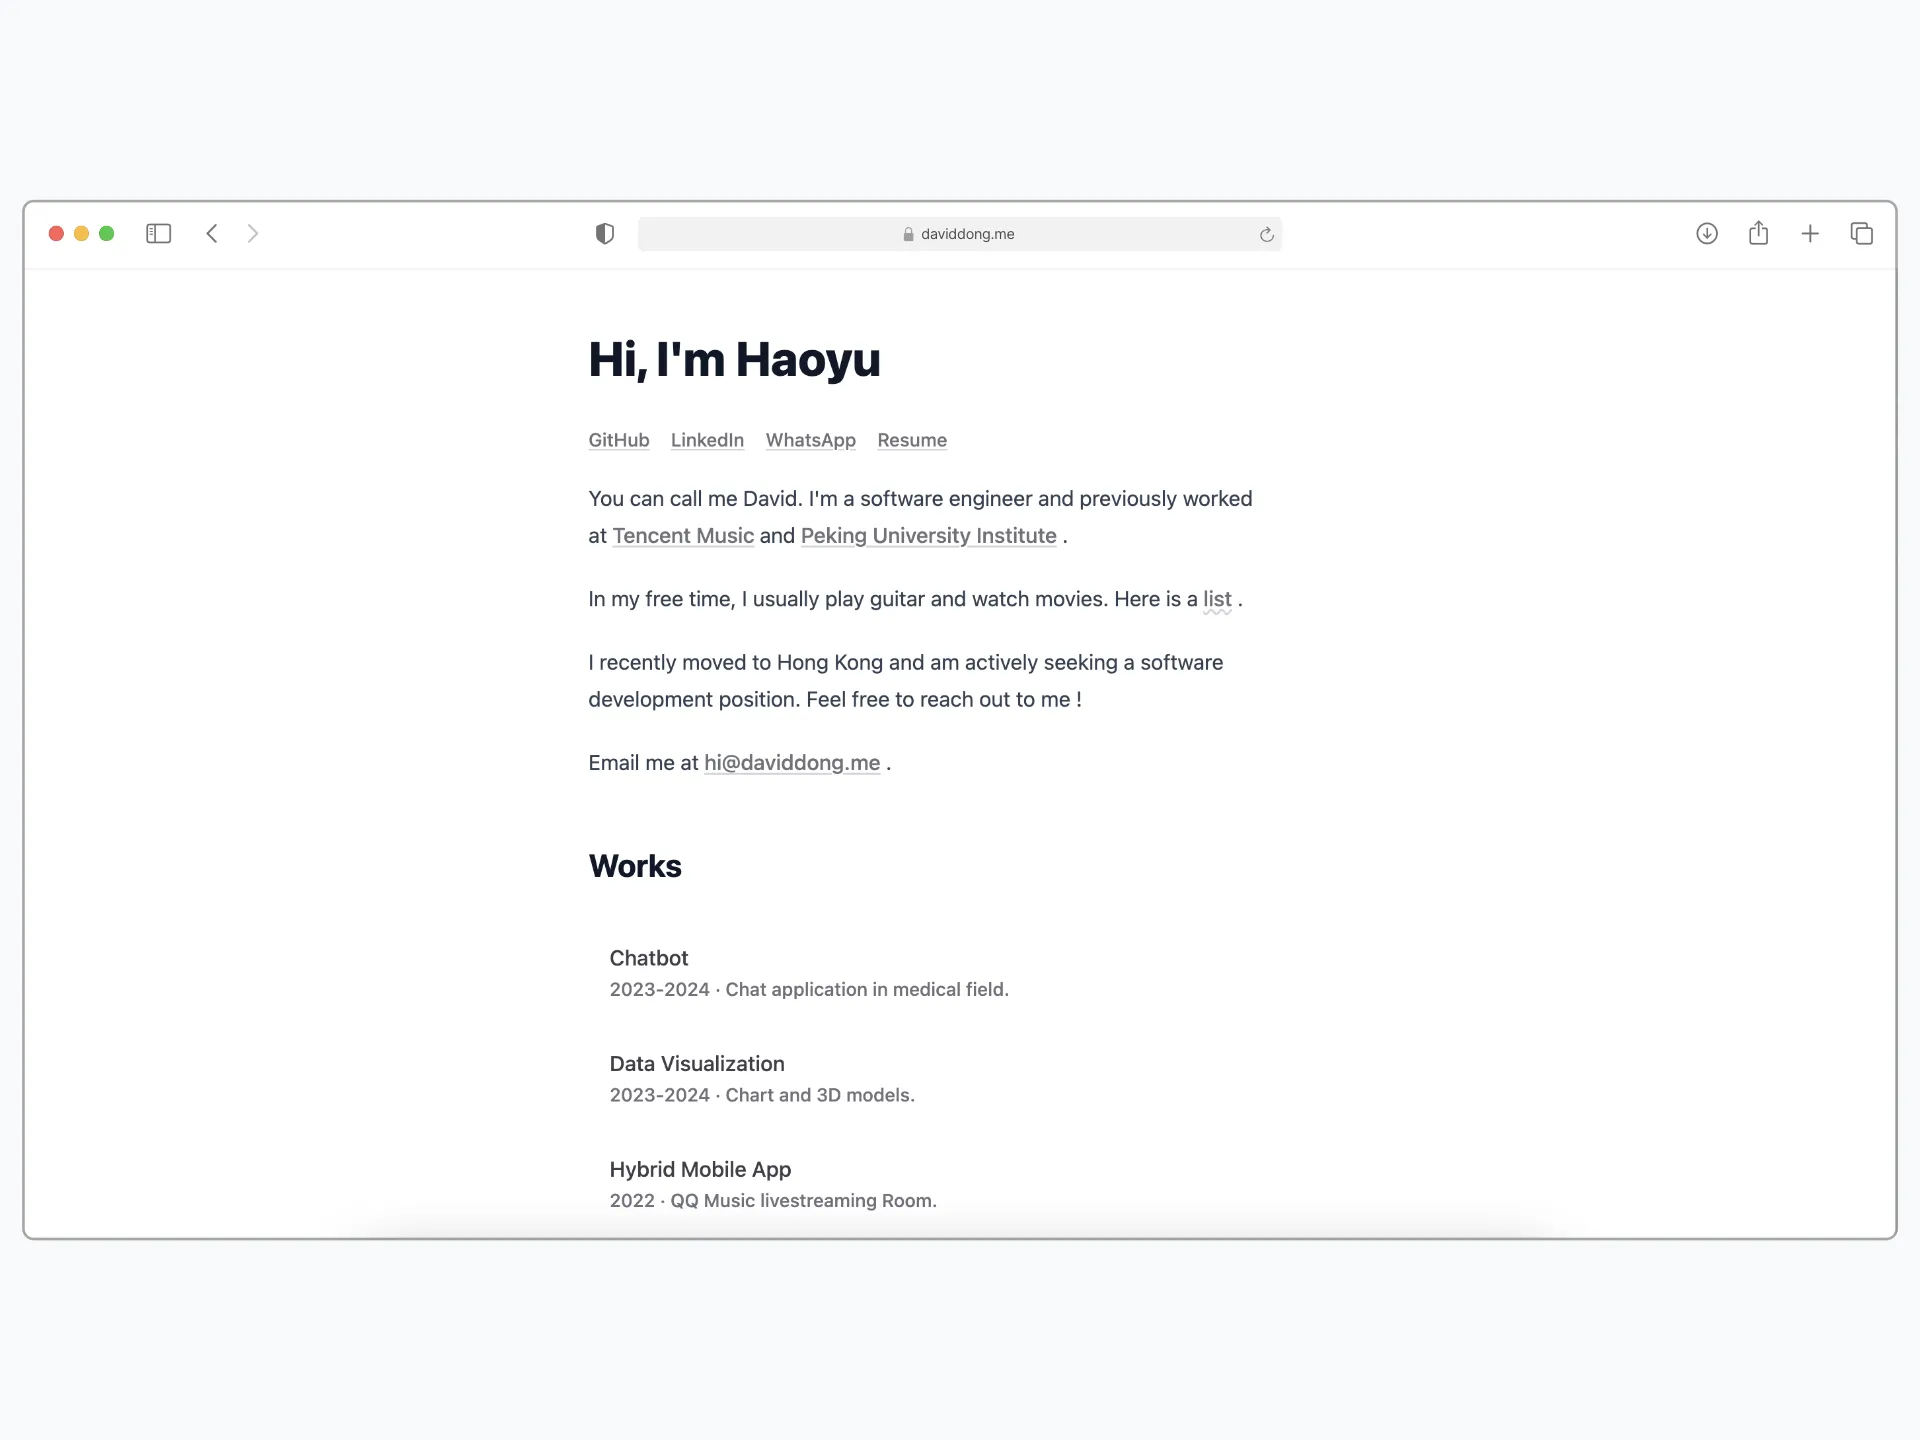 daviddong.me
Hi, I'm Haoyu
GitHub LinkedIn WhatsApp Resume
You can call me David. I'm a software engineer and previously worked
at Tencent Music and Peking University Institute .
In my free time, I usually play guitar and watch movies. Here is a list .
I recently moved to Hong Kong and am actively seeking a software
development position. Feel free to reach out to me !
Email me at hi@daviddong.me .
Works
Chatbot
2023-2024 · Chat application in medical field.
Data Visualization
2023-2024 · Chart and 3D models.
Hybrid Mobile App
2022 · QQ Music livestreaming Room.